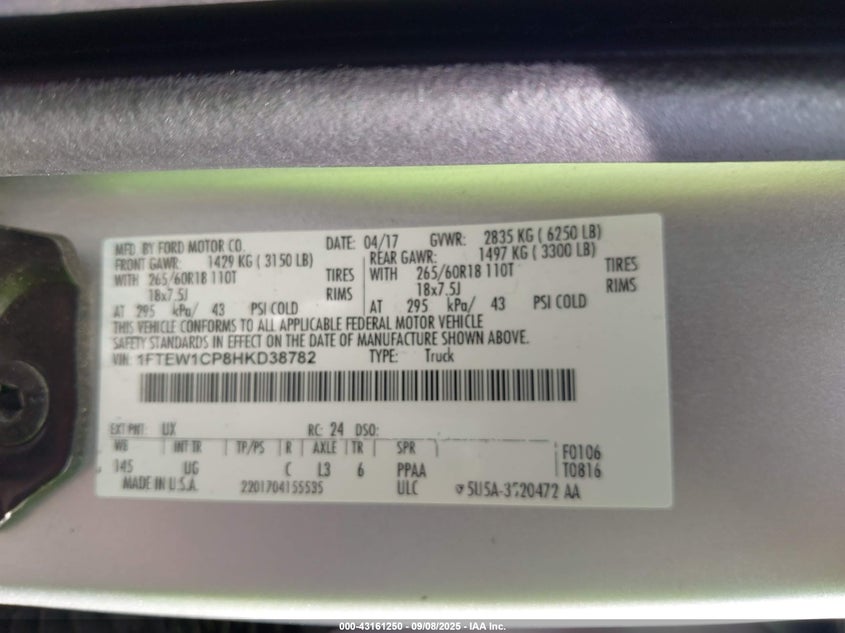 MFD BY FORD MOTOR CO. DATE: 04/17 GVWR: 2835 KG ( 6250 LB)
FRONT GAWR: 1429 KG ( 3150 LB) REAR GAWR: 1497 KG ( 3300 LB)
WITH 265/60R18 110T TIRES WITH 265/60R18 110T TIRES
18x7.5J RIMS 18x7.5J RIMS
AT 295 kPa/ 43 PSI COLD AT 295 kPa/ 43 PSI COLD
THIS VEHICLE CONFORMS TO ALL APPLICABLE FEDERAL MOTOR VEHICLE
SAFETY STANDARDS IN EFFECT ON THE DATE OF MANUFACTURE SHOWN ABOVE.
VIN: 1FTEW1CP8HKD38782 TYPE: Truck
EXT PNT: UX RC: 24 DSO:
WB INT TR TP/PS R AXLE TR SPR F0106
145 UG C L3 6 PPAA T0816
MADE IN U.S.A. 2201704155535 ULC 5U5A-3520472 AA
000-43161250 - 09/08/2025 - IAA Inc.